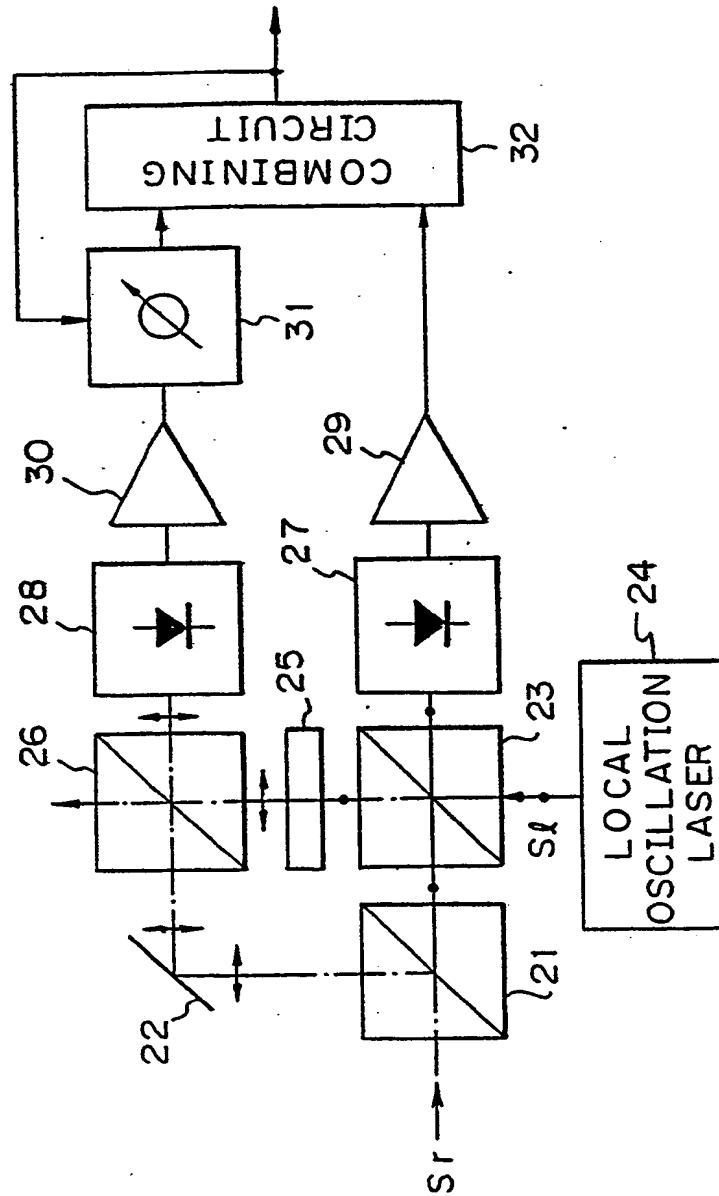 COMBINING
CIRCUIT
32
31
30
29
28
27
26
25
23
24
22
21
Sr
Sℓ
LOCAL
OSCILLATION
LASER